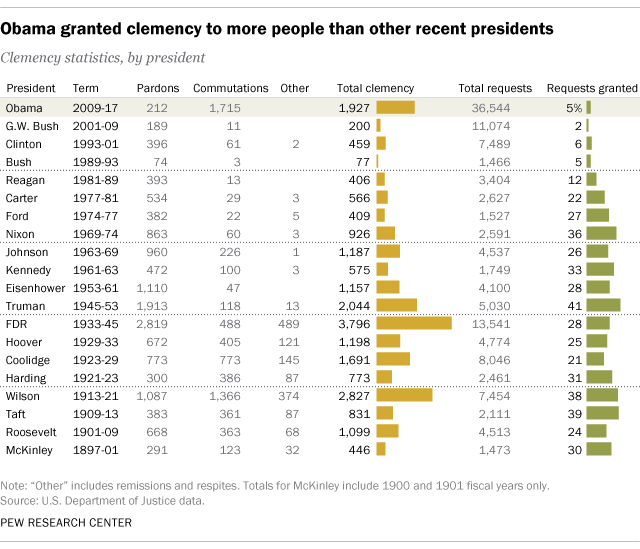 Obama granted clemency to more people than other recent presidents
Clemency statistics, by president
President Term Pardons Commutations Other Total clemency Total requests Requests granted
Obama 2009-17 212 1,715 1,927 36,544 5%
G.W. Bush 2001-09 189 11 200 11,074 2
Clinton 1993-01 396 61 2 459 7,489 6
Bush 1989-93 74 3 77 1,466 5
Reagan 1981-89 393 13 406 3,404 12
Carter 1977-81 534 29 3 566 2,627 22
Ford 1974-77 382 22 5 409 1,527 27
Nixon 1969-74 863 60 3 926 2,591 36
Johnson 1963-69 960 226 1 1,187 4,537 26
Kennedy 1961-63 472 100 3 575 1,749 33
Eisenhower 1953-61 1,110 47 1,157 4,100 28
Truman 1945-53 1,913 118 13 2,044 5,030 41
FDR 1933-45 2,819 488 489 3,796 13,541 28
Hoover 1929-33 672 405 121 1,198 4,774 25
Coolidge 1923-29 773 773 145 1,691 8,046 21
Harding 1921-23 300 386 87 773 2,461 31
Wilson 1913-21 1,087 1,366 374 2,827 7,454 38
Taft 1909-13 383 361 87 831 2,111 39
Roosevelt 1901-09 668 363 68 1,099 4,513 24
McKinley 1897-01 291 123 32 446 1,473 30
Note: “Other” includes remissions and respites. Totals for McKinley include 1900 and 1901 fiscal years only.
Source: U.S. Department of Justice data.
PEW RESEARCH CENTER